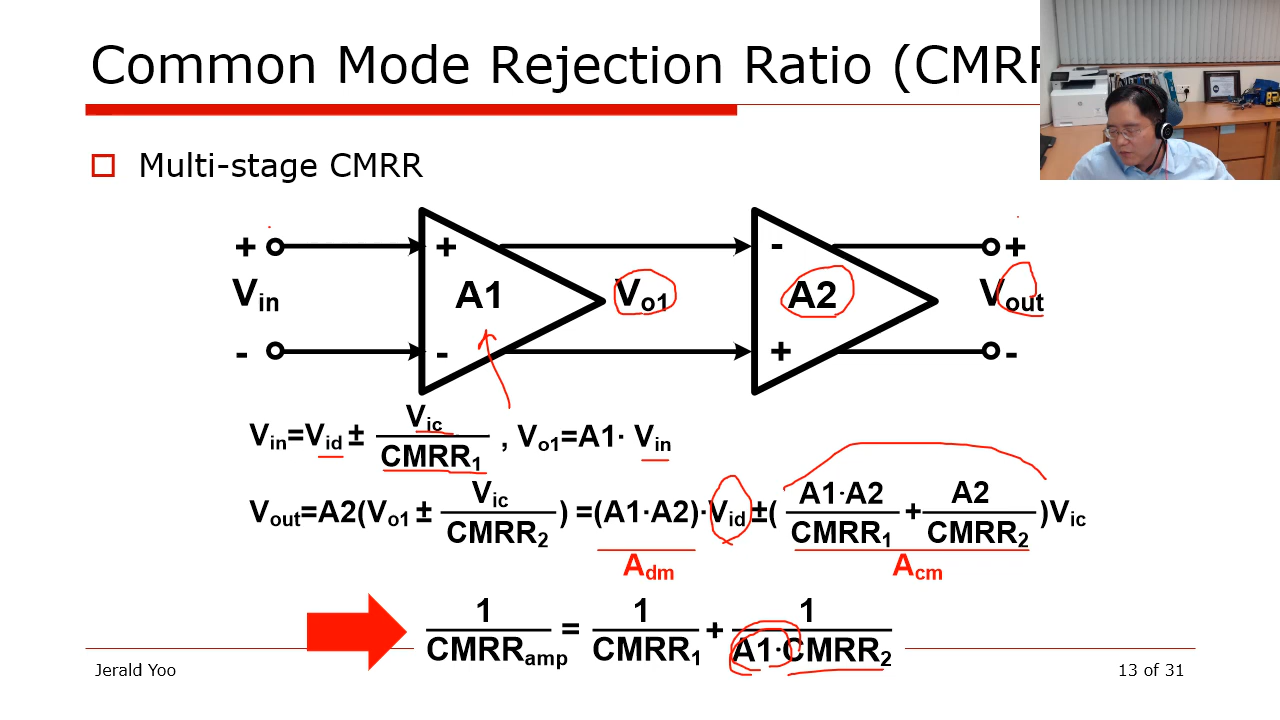 Common Mode Rejection Ratio (CMRR
Multi-stage CMRR
+ + - +
Vin A1 Vo1 A2 Vout
- - + -
Vin=Vid ± Vic/CMRR1 , Vo1=A1· Vin
Vout=A2(Vo1 ± Vic/CMRR2) =(A1·A2)·Vid ±(A1·A2/CMRR1 + A2/CMRR2)Vic
Adm Acm
1/CMRRamp = 1/CMRR1 + 1/A1·CMRR2
Jerald Yoo 13 of 31